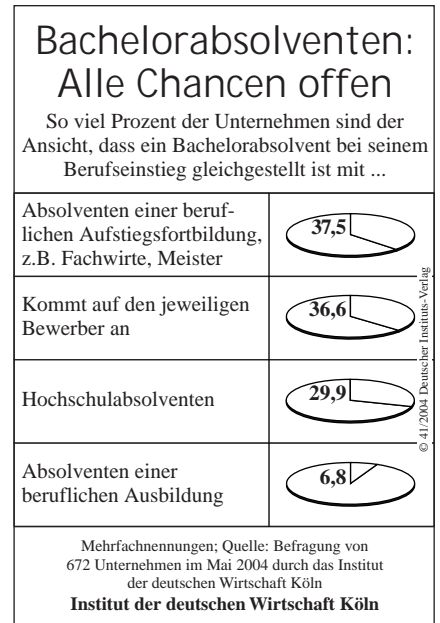 Bachelorabsolventen:
Alle Chancen offen
So viel Prozent der Unternehmen sind der
Ansicht, dass ein Bachelorabsolvent bei seinem
Berufseinstieg gleichgestellt ist mit ...
Absolventen einer beruf-
lichen Aufstiegsfortbildung,
z.B. Fachwirte, Meister
37,5
Kommt auf den jeweiligen
Bewerber an
36,6
Hochschulabsolventen
29,9
Absolventen einer
beruflichen Ausbildung
6,8
© 41/2004 Deutscher Instituts-Verlag
Mehrfachnennungen; Quelle: Befragung von
672 Unternehmen im Mai 2004 durch das Institut
der deutschen Wirtschaft Köln
Institut der deutschen Wirtschaft Köln